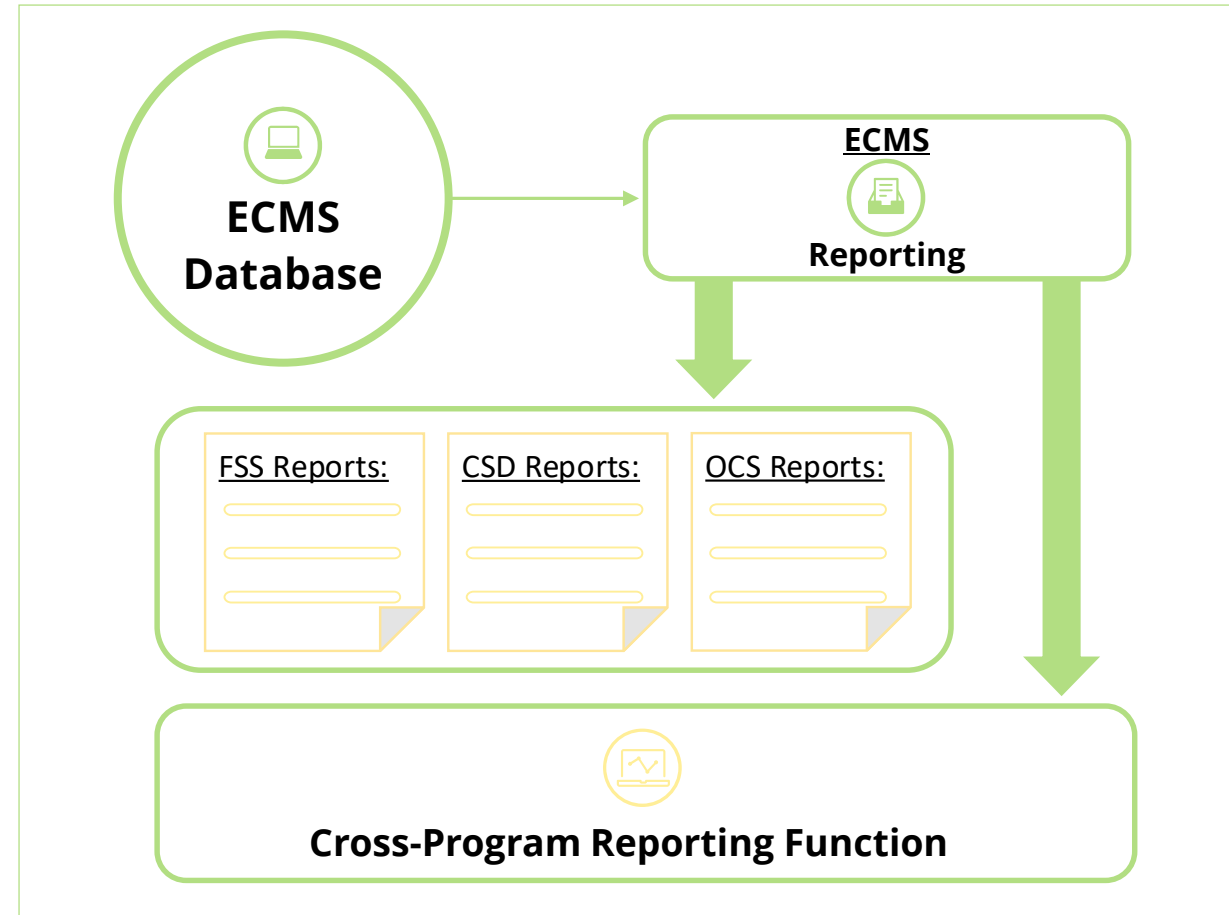 ECMS
Database
ECMS
Reporting
FSS Reports:
CSD Reports:
OCS Reports:
Cross-Program Reporting Function